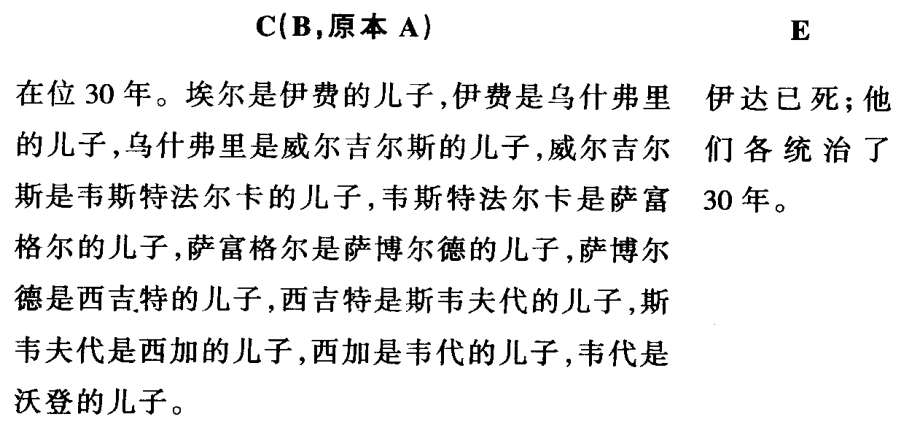 C(B,原本 A)
在位 30 年。埃尔是伊费的儿子,伊费是乌什弗里
的儿子,乌什弗里是威尔吉尔斯的儿子,威尔吉尔
斯是韦斯特法尔卡的儿子,韦斯特法尔卡是萨富
格尔的儿子,萨富格尔是萨博尔德的儿子,萨博尔
德是西吉特的儿子,西吉特是斯韦夫代的儿子,斯
韦夫代是西加的儿子,西加是韦代的儿子,韦代是
沃登的儿子。
E
伊达已死;他
们各统治了
30 年。